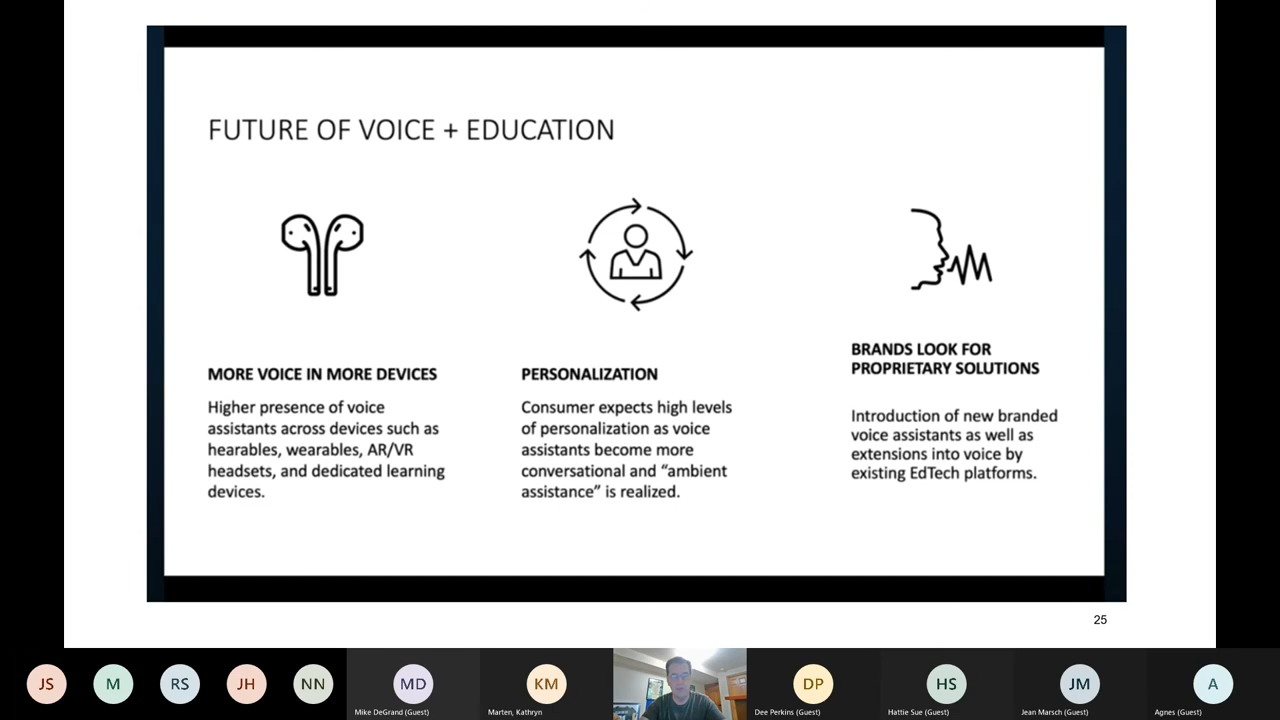 FUTURE OF VOICE + EDUCATION
MORE VOICE IN MORE DEVICES
Higher presence of voice
assistants across devices such as
hearables, wearables, AR/VR
headsets, and dedicated learning
devices.
PERSONALIZATION
Consumer expects high levels
of personalization as voice
assistants become more
conversational and “ambient
assistance” is realized.
BRANDS LOOK FOR
PROPRIETARY SOLUTIONS
Introduction of new branded
voice assistants as well as
extensions into voice by
existing EdTech platforms.
25
JS
M
RS
JH
NN
MD
Mike DeGrand (Guest)
KM
Marten, Kathryn
DP
Dee Perkins (Guest)
HS
Hattie Sue (Guest)
JM
Jean Marsch (Guest)
A
Agnes (Guest)